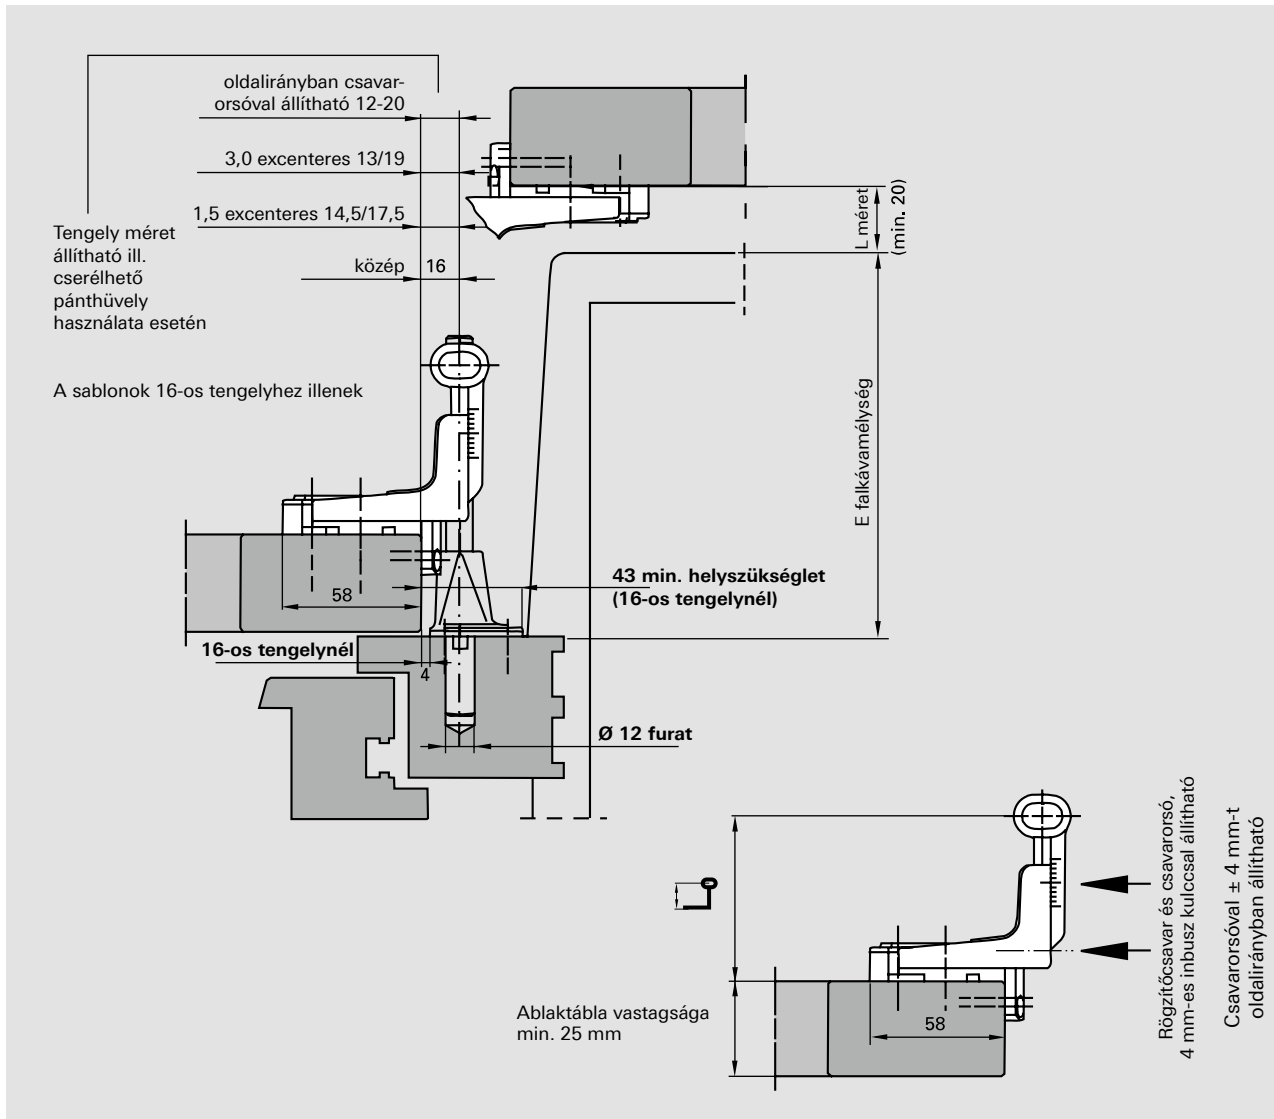 oldalirányban csavar-
orsóval állítható 12-20
3,0 excenteres 13/19
1,5 excenteres 14,5/17,5
közép 16
Tengely méret
állítható ill.
cserélhető
pánthüvely
használata esetén
A sablonok 16-os tengelyhez illenek
L méret
(min. 20)
E falkávamélység
58
43 min. helyszükséglet
(16-os tengelynél)
16-os tengelynél
4
Ø 12 furat
Ablaktábla vastagsága
min. 25 mm
58
Rögzítőcsavar és csavarorsó,
4 mm-es inbusz kulccsal állítható
Csavarorsóval ± 4 mm-t
oldalirányban állítható